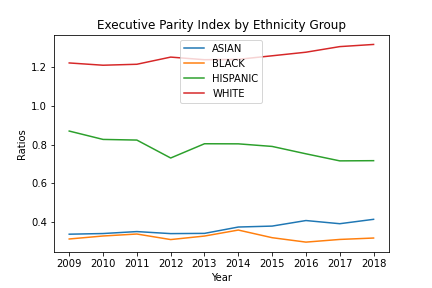 Executive Parity Index by Ethnicity Group
ASIAN
BLACK
HISPANIC
WHITE
Ratios
1.2
1.0
0.8
0.6
0.4
2009 2010 2011 2012 2013 2014 2015 2016 2017 2018
Year